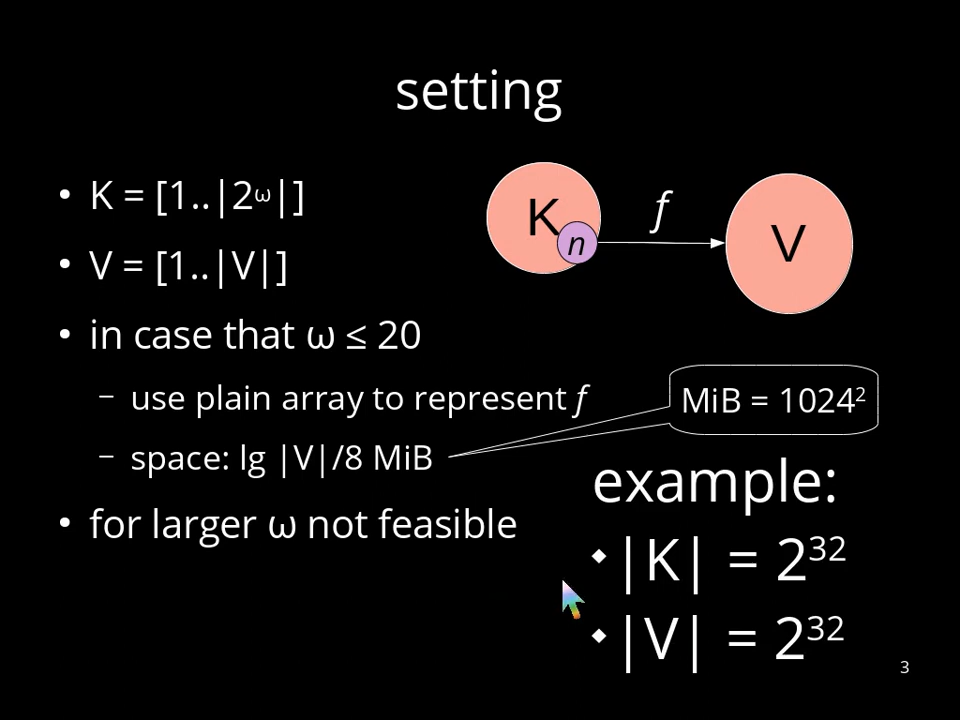 setting
• K = [1..|2^ω|]
• V = [1..|V|]
• in case that ω ≤ 20
– use plain array to represent f
– space: lg |V|/8 MiB
• for larger ω not feasible
K
n
f
V
MiB = 1024²
example:
◆|K| = 2³²
◆|V| = 2³²
3